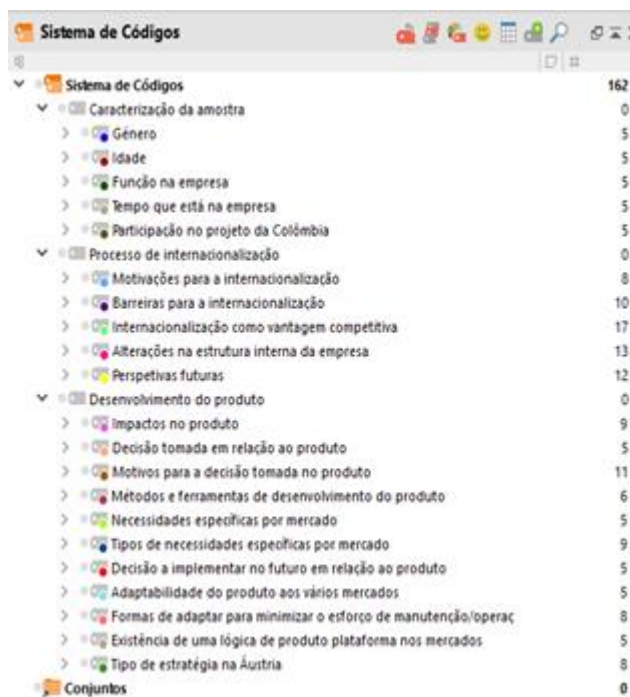 Sistema de Códigos
Sistema de Códigos 162
Caracterização da amostra 0
Género 5
Idade 5
Função na empresa 5
Tempo que está na empresa 5
Participação no projeto da Colômbia 5
Processo de internacionalização 0
Motivações para a internacionalização 8
Barreiras para a internacionalização 10
Internacionalização como vantagem competitiva 17
Alterações na estrutura interna da empresa 13
Perspetivas futuras 12
Desenvolvimento do produto 0
Impactos no produto 9
Decisão tomada em relação ao produto 5
Motivos para a decisão tomada no produto 11
Métodos e ferramentas de desenvolvimento do produto 6
Necessidades específicas por mercado 5
Tipos de necessidades específicas por mercado 9
Decisão a implementar no futuro em relação ao produto 5
Adaptabilidade do produto aos vários mercados 5
Formas de adaptar para minimizar o esforço de manutenção/operaç 8
Existência de uma lógica de produto plataforma nos mercados 5
Tipo de estratégia na Áustria 8
Conjuntos 0